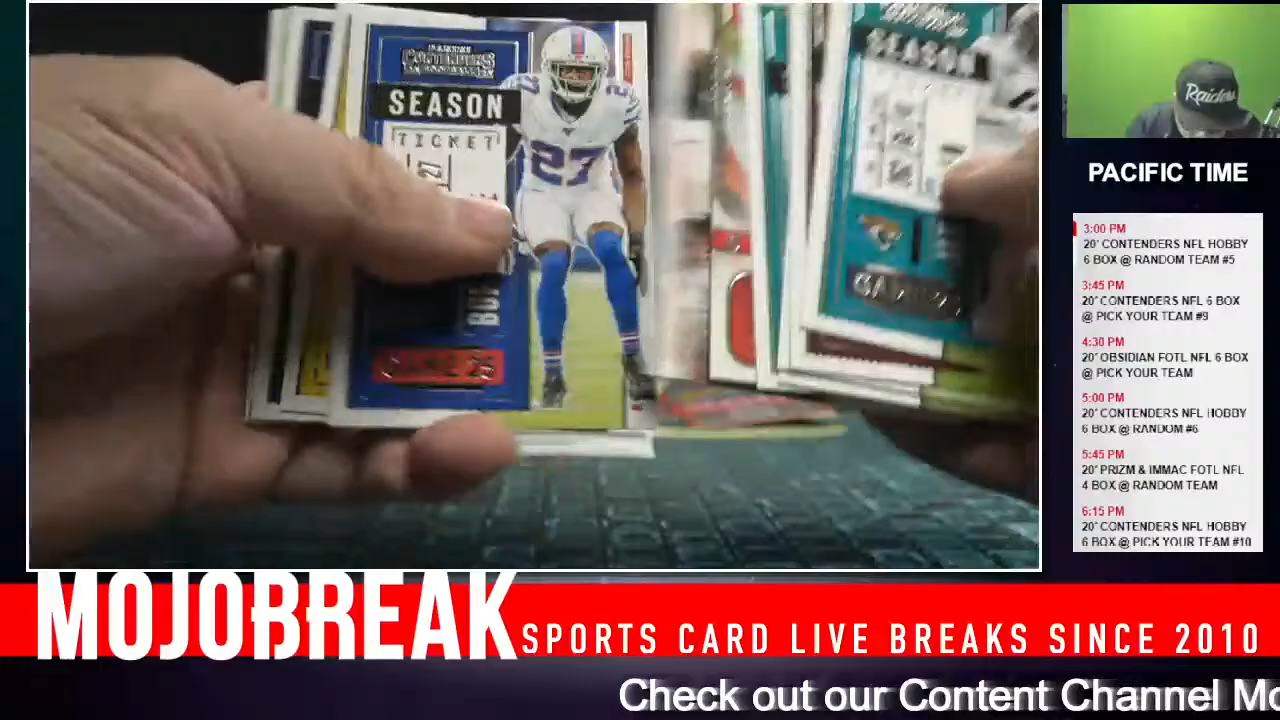 CONTENDERS
SEASON
TICKET
27
SEASON
Raiders
PACIFIC TIME
3:00 PM
20' CONTENDERS NFL HOBBY
6 BOX @ RANDOM TEAM #5
3:45 PM
20' CONTENDERS NFL 6 BOX
@ PICK YOUR TEAM #9
4:30 PM
20' OBSIDIAN FOTL NFL 6 BOX
@ PICK YOUR TEAM
5:00 PM
20' CONTENDERS NFL HOBBY
6 BOX @ RANDOM #6
5:45 PM
20' PRIZM & IMMAC FOTL NFL
4 BOX @ RANDOM TEAM
6:15 PM
20' CONTENDERS NFL HOBBY
6 BOX @ PICK YOUR TEAM #10
MOJOBREAK
SPORTS CARD LIVE BREAKS SINCE 2010
Check out our Content Channel Mo